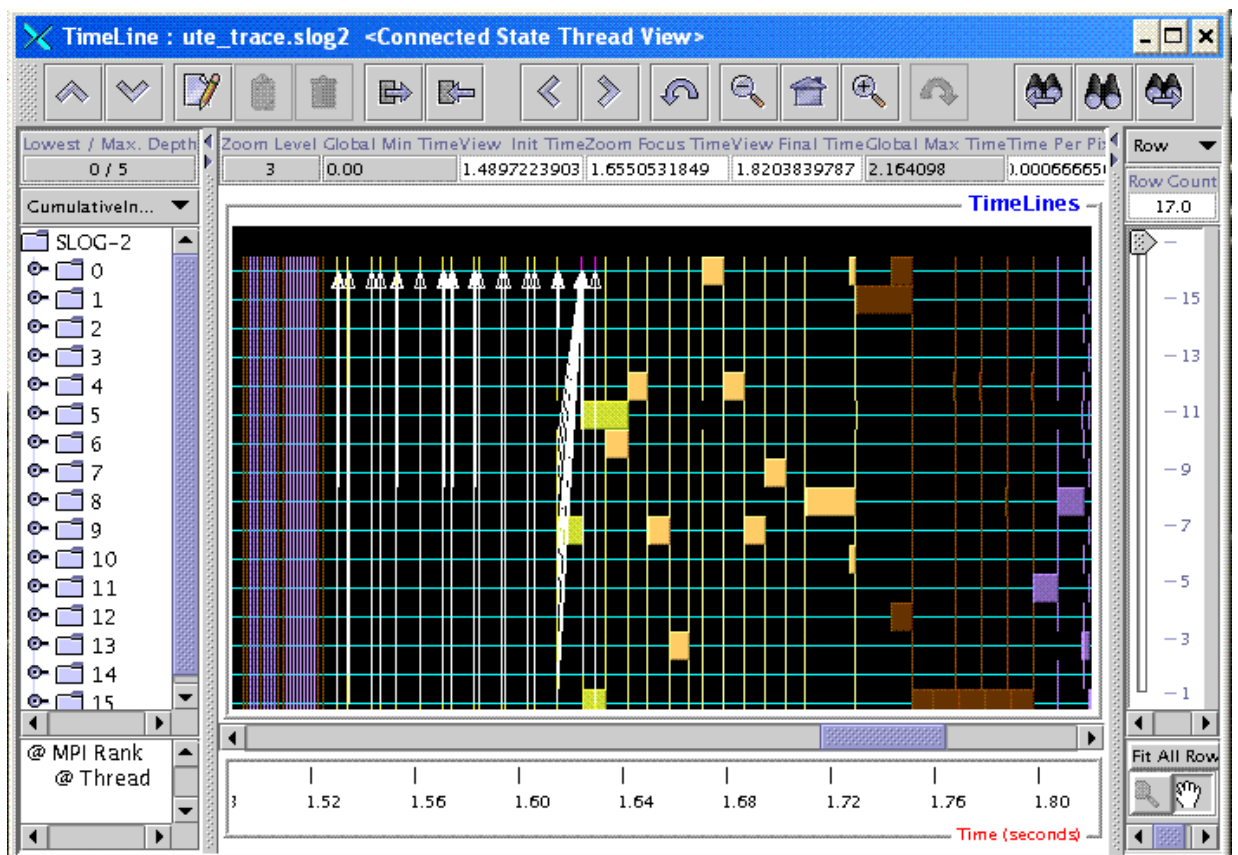 TimeLine : ute_trace.slog2 <Connected State Thread View>
Lowest / Max. Depth
0 / 5
Zoom Level Global Min Time View Init Time Zoom Focus Time View Final Time Global Max Time Time Per Pi
3 0.00 1.4897223903 1.6550531849 1.8203839787 2.164098 0.0006666
Row
Row Count
17.0
CumulativeIn...
TimeLines
SLOG-2
0
1
2
3
4
5
6
7
8
9
10
11
12
13
14
15
15
13
11
9
7
5
3
1
@ MPI Rank
@ Thread
1.52 1.56 1.60 1.64 1.68 1.72 1.76 1.80
Time (seconds)
Fit All Row